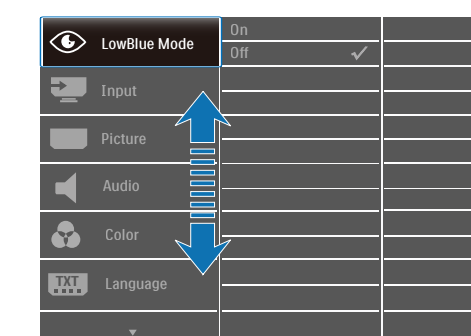 LowBlue Mode
On
Off
Input
Picture
Audio
Color
TXT
Language